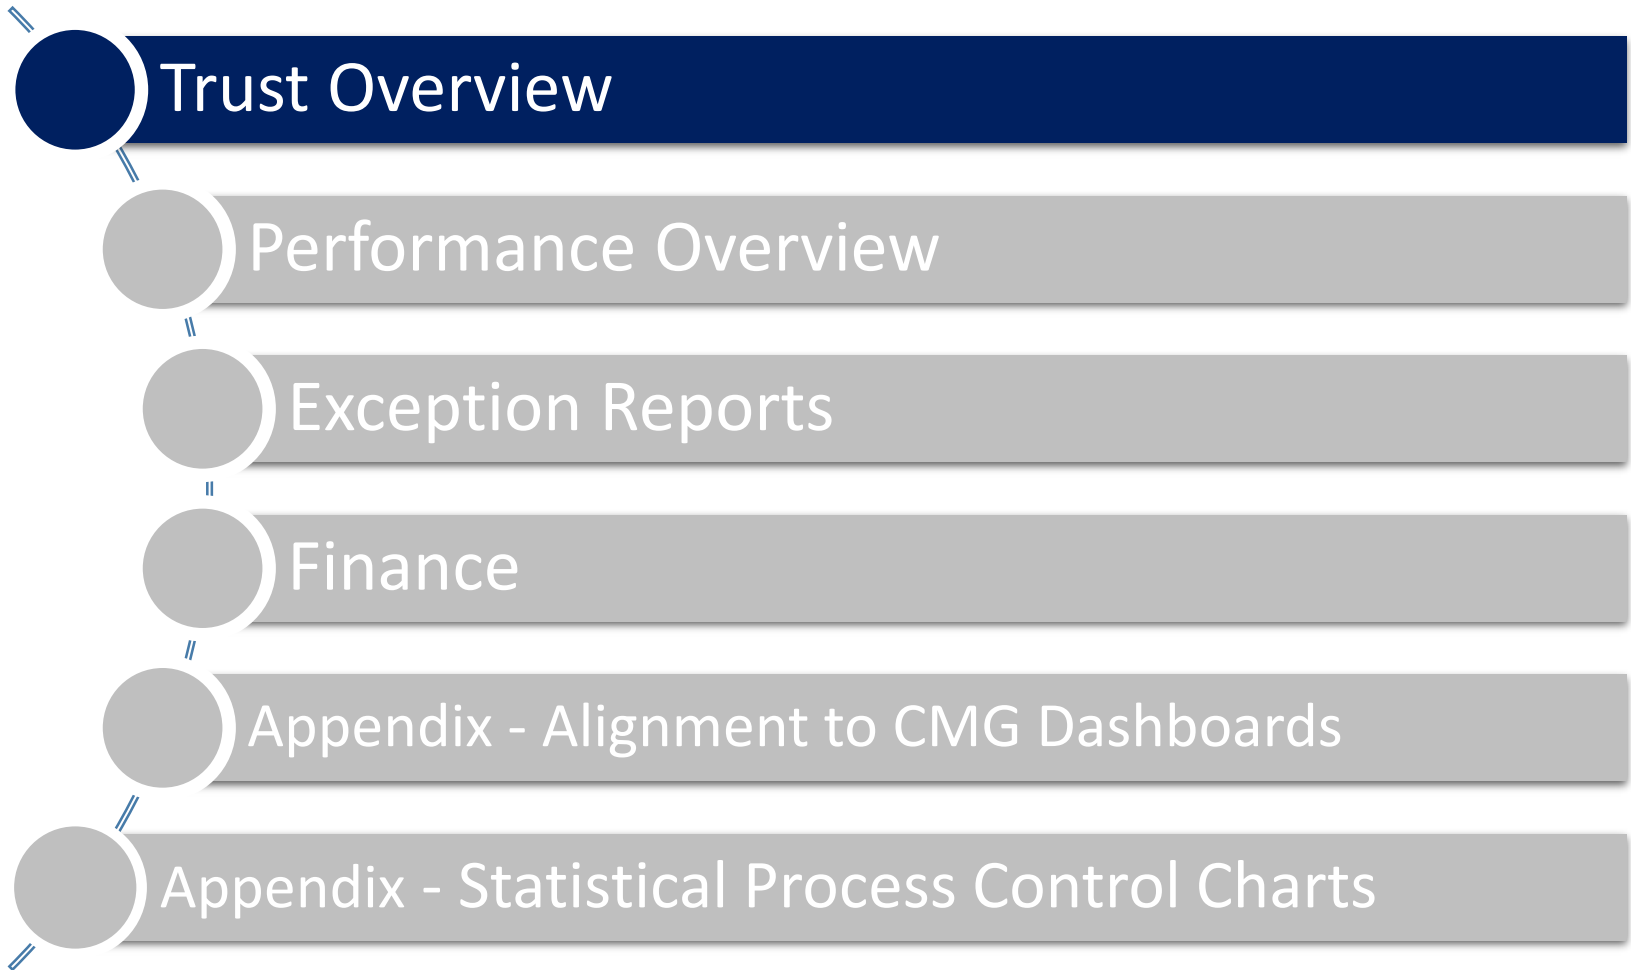 Trust Overview
Performance Overview
Exception Reports
Finance
Appendix - Alignment to CMG Dashboards
Appendix - Statistical Process Control Charts